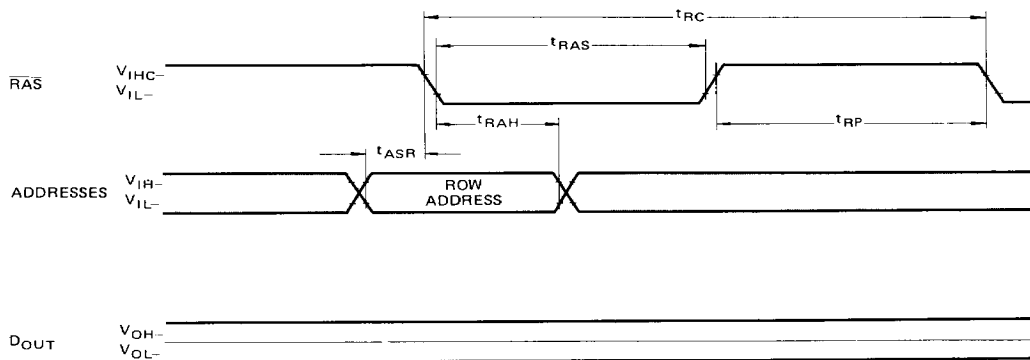 tRC
tRAS
RAS
VIHC
VIL
tRAH
tRP
tASR
ADDRESSES
VIH
VIL
ROW
ADDRESS
DOUT
VOH
VOL